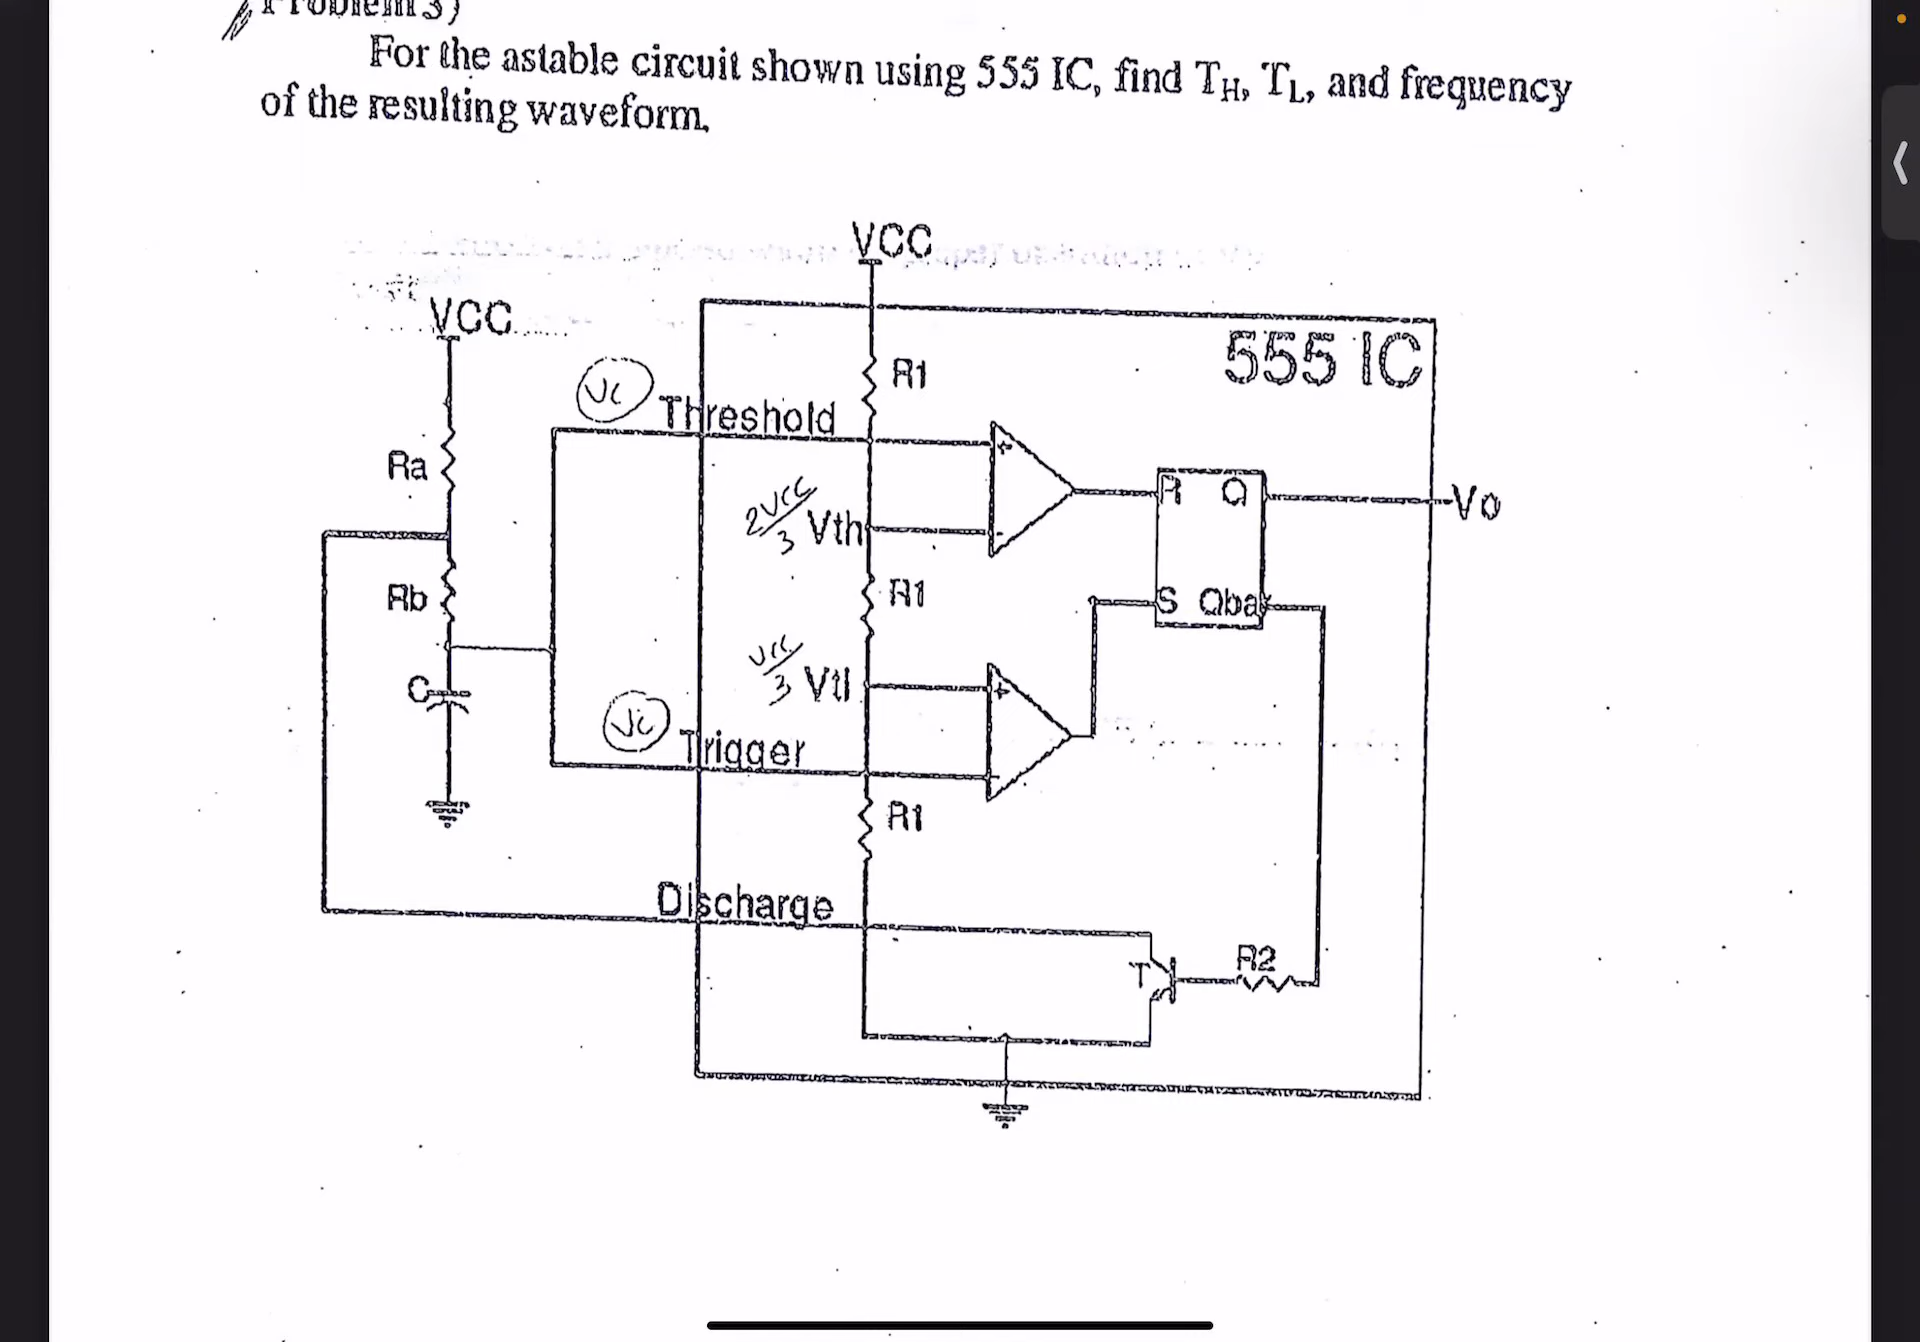 Problem 3)
For the astable circuit shown using 555 IC, find TH, TL, and frequency
of the resulting waveform.
VCC
VCC
555 IC
R1
Vc
Threshold
Ra
R Q
2VCC/3 Vth
Vo
R1
Rb
S Qbar
VCC/3 Vtl
C
Vc
Trigger
R1
Discharge
R2
T